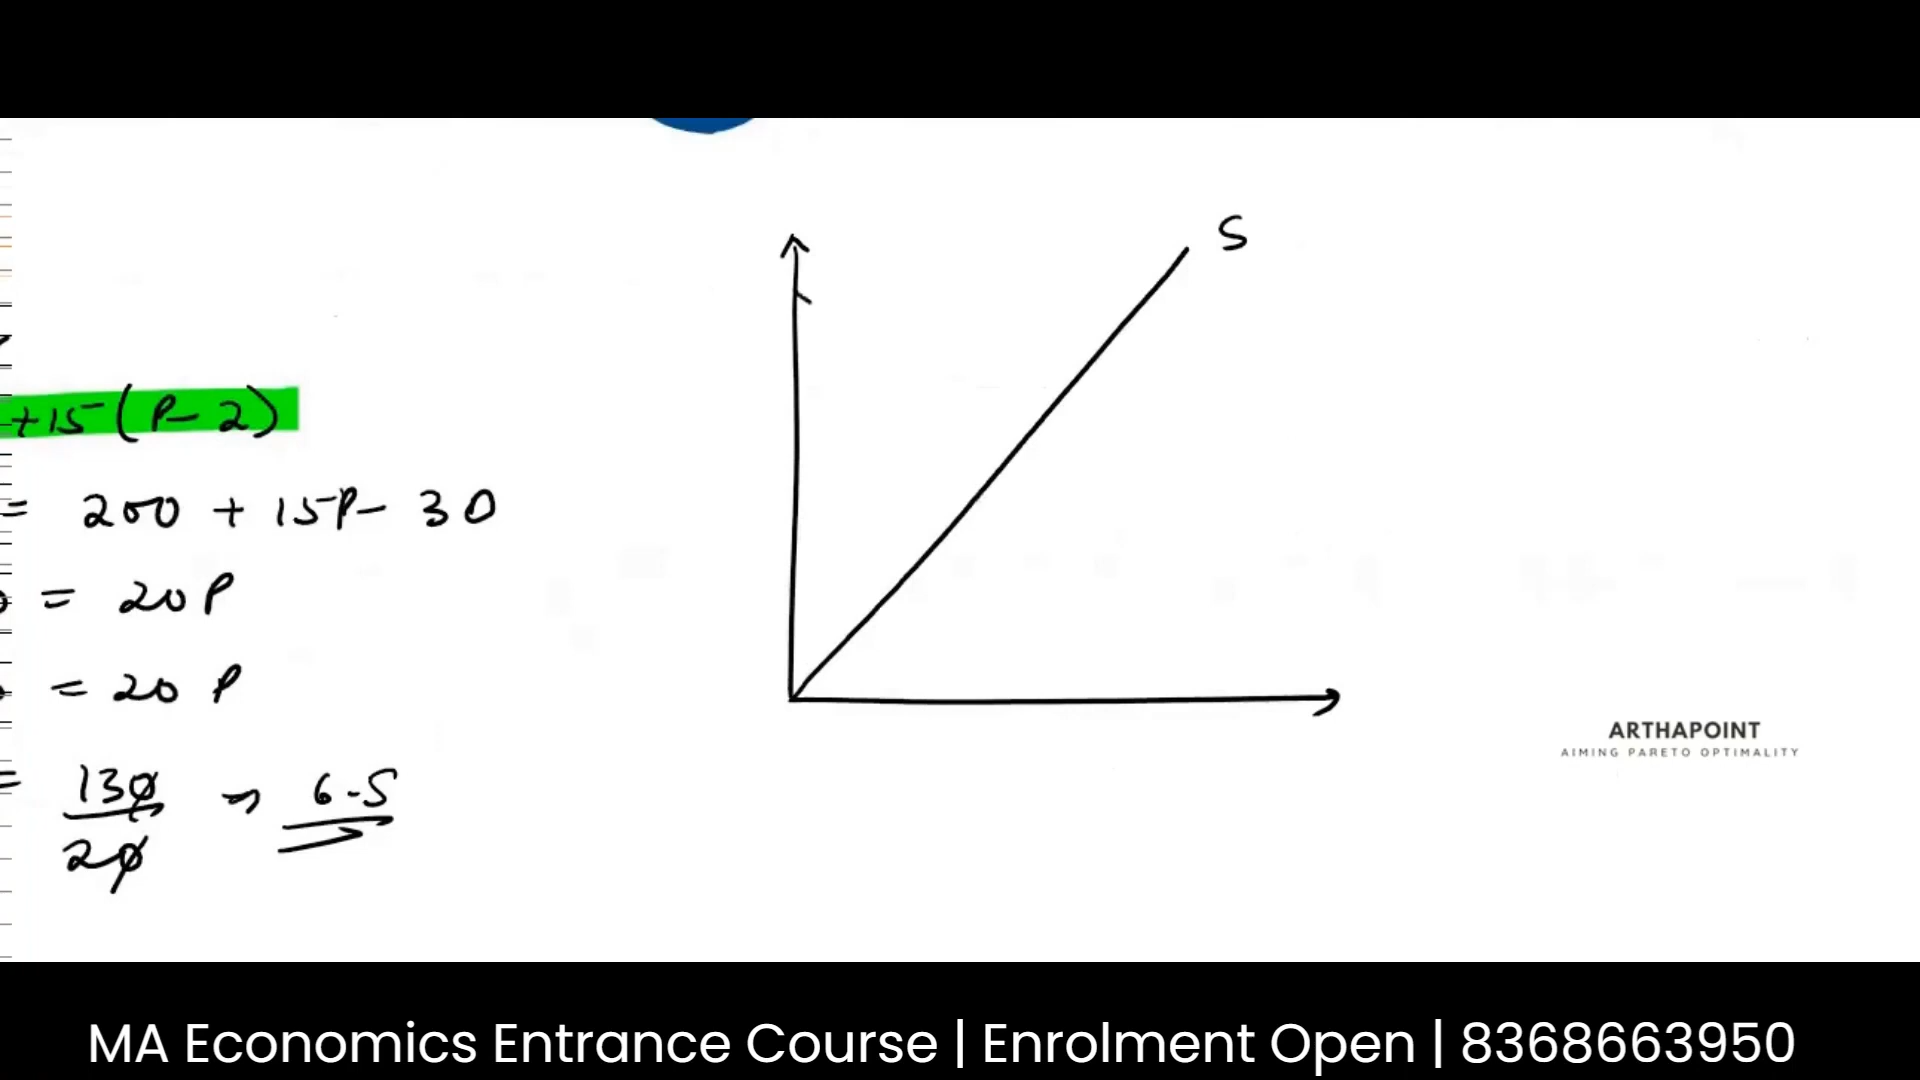 +15(P-2)
= 200 + 15P - 30
= 20P
= 20 P
= 130/20 → 6.5
S
ARTHAPOINT
AIMING PARETO OPTIMALITY
MA Economics Entrance Course | Enrolment Open | 8368663950